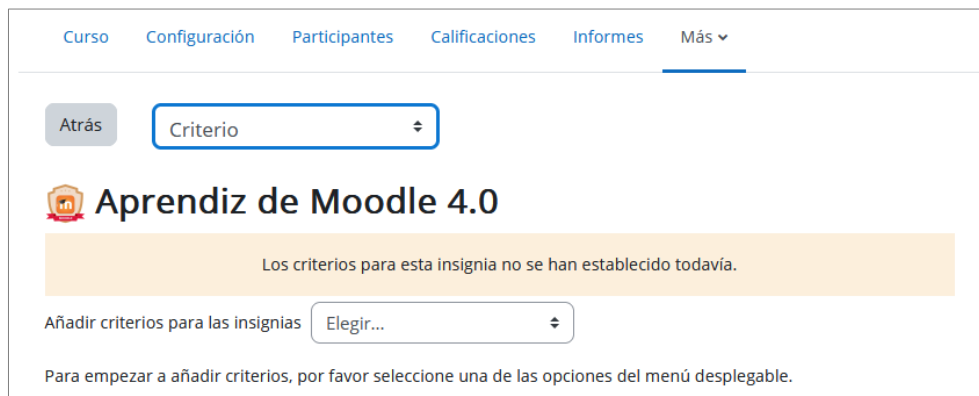 Curso Configuración Participantes Calificaciones Informes Más
Atrás Criterio
Aprendiz de Moodle 4.0
Los criterios para esta insignia no se han establecido todavía.
Añadir criterios para las insignias Elegir...
Para empezar a añadir criterios, por favor seleccione una de las opciones del menú desplegable.